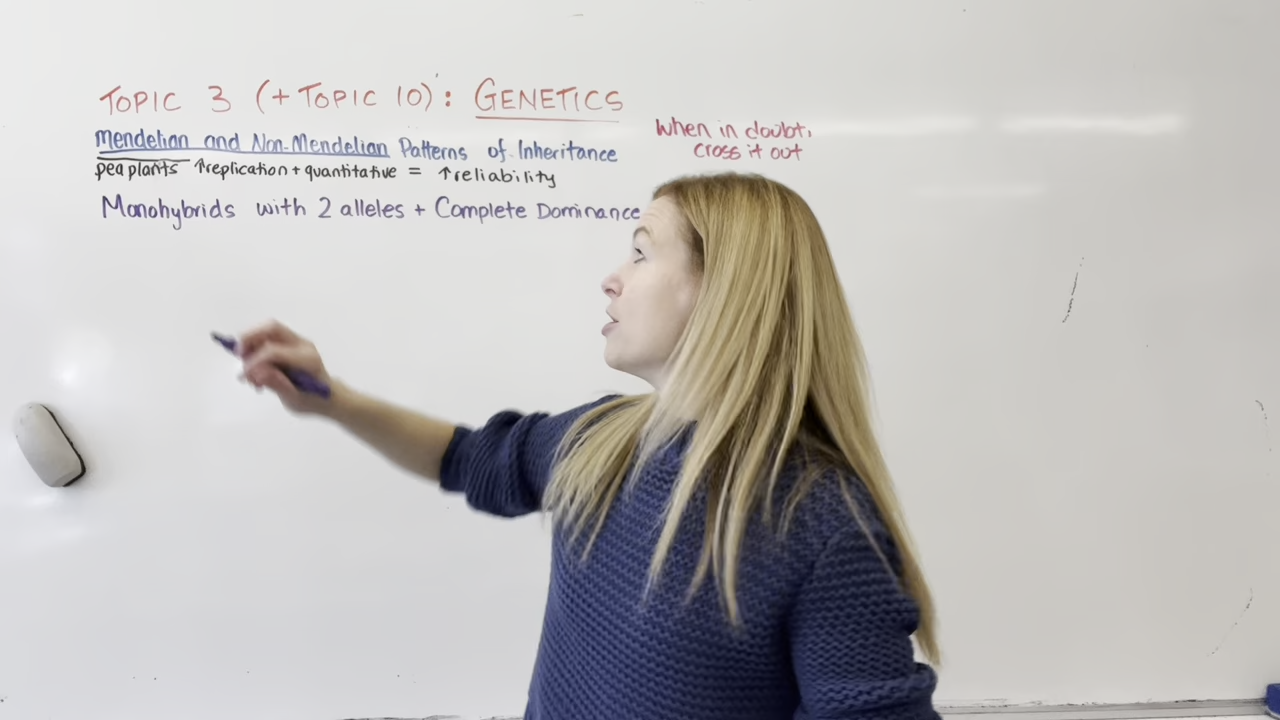 TOPIC 3 (+ TOPIC 10): GENETICS
Mendelian and Non-Mendelian Patterns of Inheritance
pea plants ↑replication + quantitative = ↑reliability
Monohybrids with 2 alleles + Complete Dominance
When in doubt,
cross it out